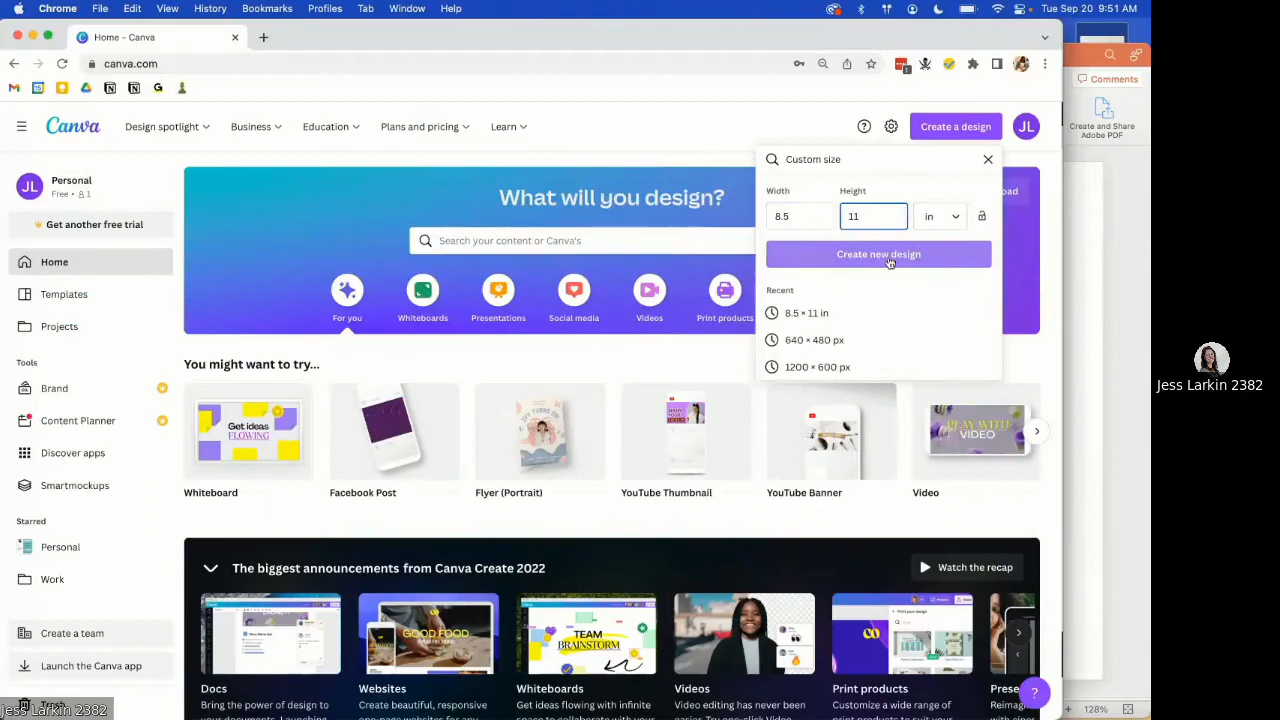 Chrome File Edit View History Bookmarks Profiles Tab Window Help Tue Sep 20 9:51 AM
Home - Canva
canva.com
1
Comments
Create and Share
Adobe PDF
Canva Design spotlight Business Education Plans and pricing Learn Create a design JL
Custom size
Width Height
8.5 11 in
Create new design
Recent
8.5 × 11 in
640 × 480 px
1200 × 600 px
JL Personal
Free • 1
Get another free trial
Home
Templates
Projects
Tools
Brand
Content Planner
Discover apps
Smartmockups
Starred
Personal
Work
Create a team
Launch the Canva app
What will you design?
Search your content or Canva's
For you Whiteboards Presentations Social media Videos Print products
You might want to try...
Get ideas
FLOWING
PLAY WITH
VIDEO
Whiteboard Facebook Post Flyer (Portrait) YouTube Thumbnail YouTube Banner Video
The biggest announcements from Canva Create 2022 Watch the recap
GOOD FOOD
TEAM
BRAINSTORM
Docs Websites Whiteboards Videos Print products
Bring the power of design to Create beautiful, responsive Get ideas flowing with infinite Video editing has never been Customize a wide range of
?
128%
Jess Larkin 2382
Jess Larkin 2382